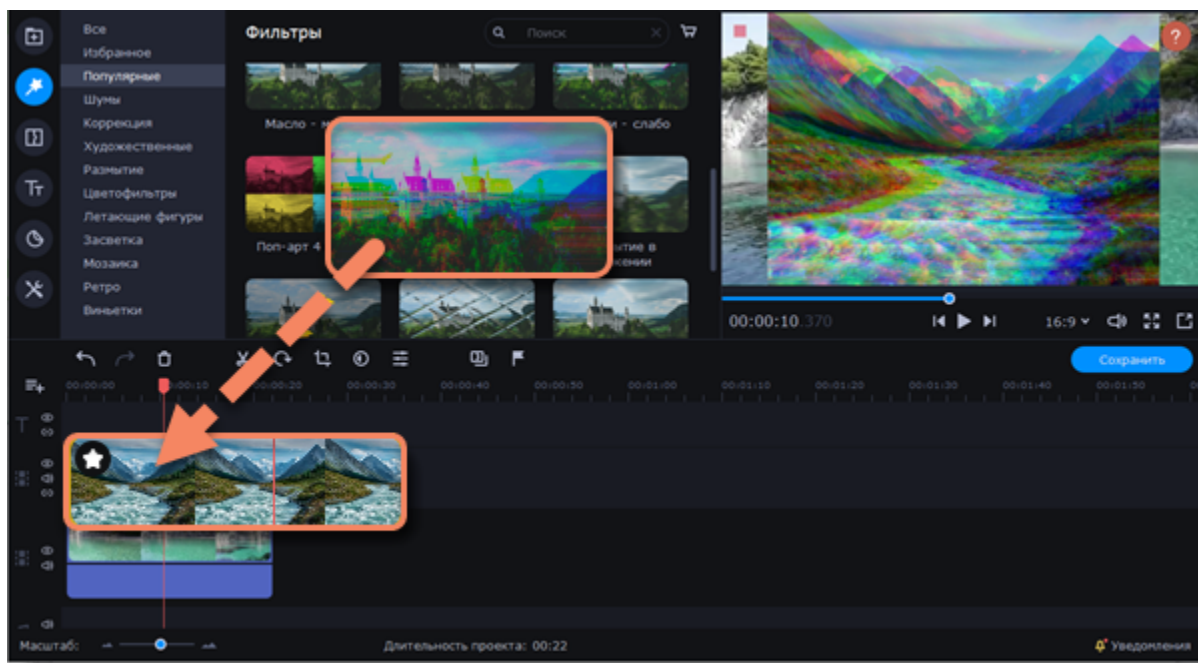 Все
Избранное
Популярные
Шумы
Коррекция
Художественные
Размытие
Цветофильтры
Летающие фигуры
Засветка
Мозаика
Ретро
Виньетки
Фильтры
Поиск
Масло -
- слабо
Поп-арт 4
в
?
00:00:10.370
16:9
Сохранить
00:00:00 00:00:10 00:00:20 00:00:30 00:00:40 00:00:50 00:01:00 00:01:10 00:01:20 00:01:30 00:01:40 00:01:50
Масштаб:
Длительность проекта: 00:22
Уведомления